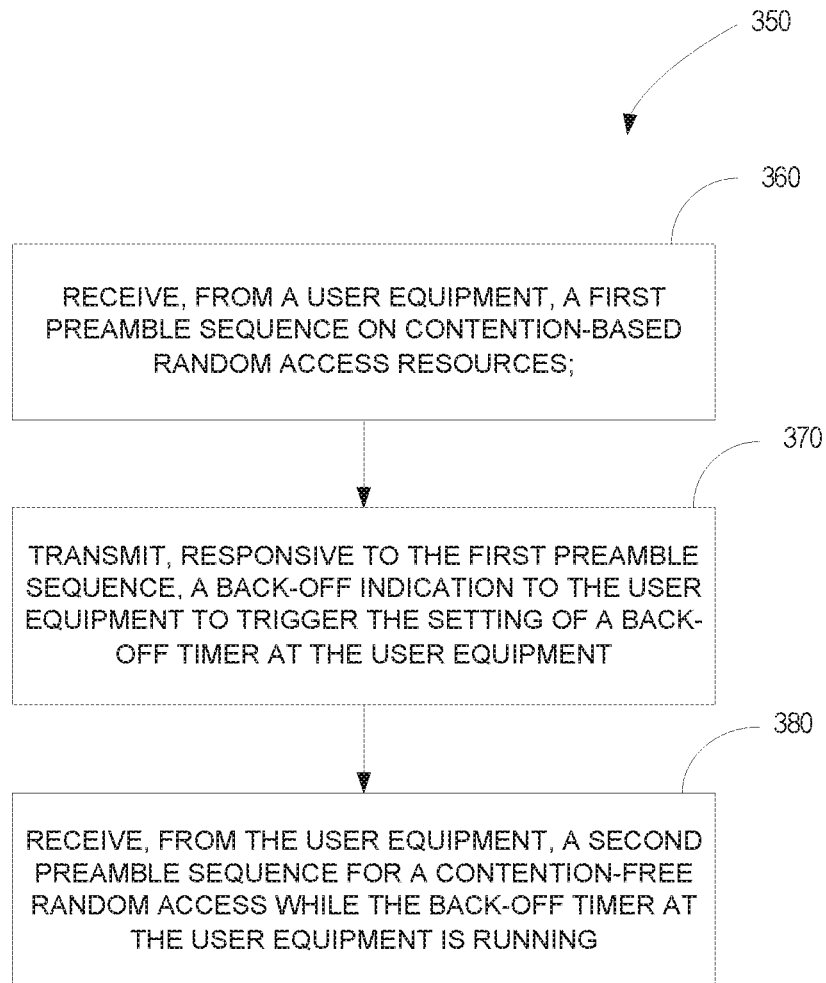 350
360
RECEIVE, FROM A USER EQUIPMENT, A FIRST
PREAMBLE SEQUENCE ON CONTENTION-BASED
RANDOM ACCESS RESOURCES;
370
TRANSMIT, RESPONSIVE TO THE FIRST PREAMBLE
SEQUENCE, A BACK-OFF INDICATION TO THE USER
EQUIPMENT TO TRIGGER THE SETTING OF A BACK-
OFF TIMER AT THE USER EQUIPMENT
380
RECEIVE, FROM THE USER EQUIPMENT, A SECOND
PREAMBLE SEQUENCE FOR A CONTENTION-FREE
RANDOM ACCESS WHILE THE BACK-OFF TIMER AT
THE USER EQUIPMENT IS RUNNING